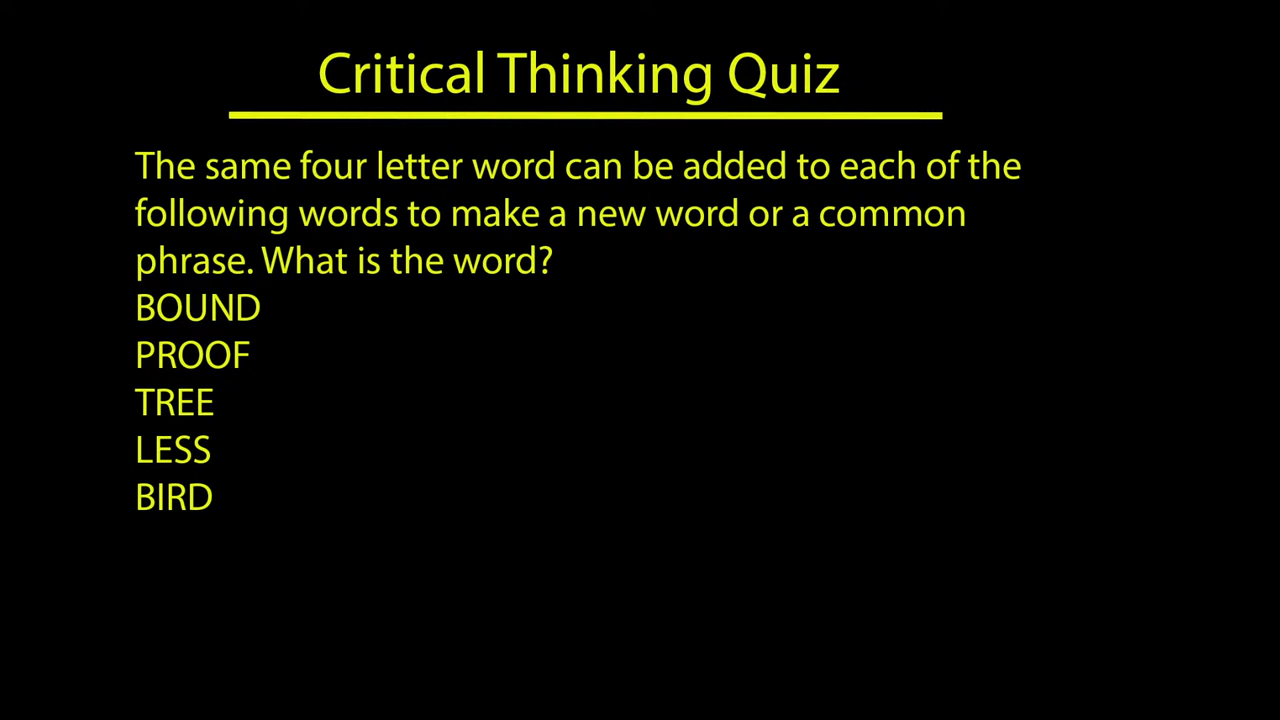 Critical Thinking Quiz
The same four letter word can be added to each of the
following words to make a new word or a common
phrase. What is the word?
BOUND
PROOF
TREE
LESS
BIRD